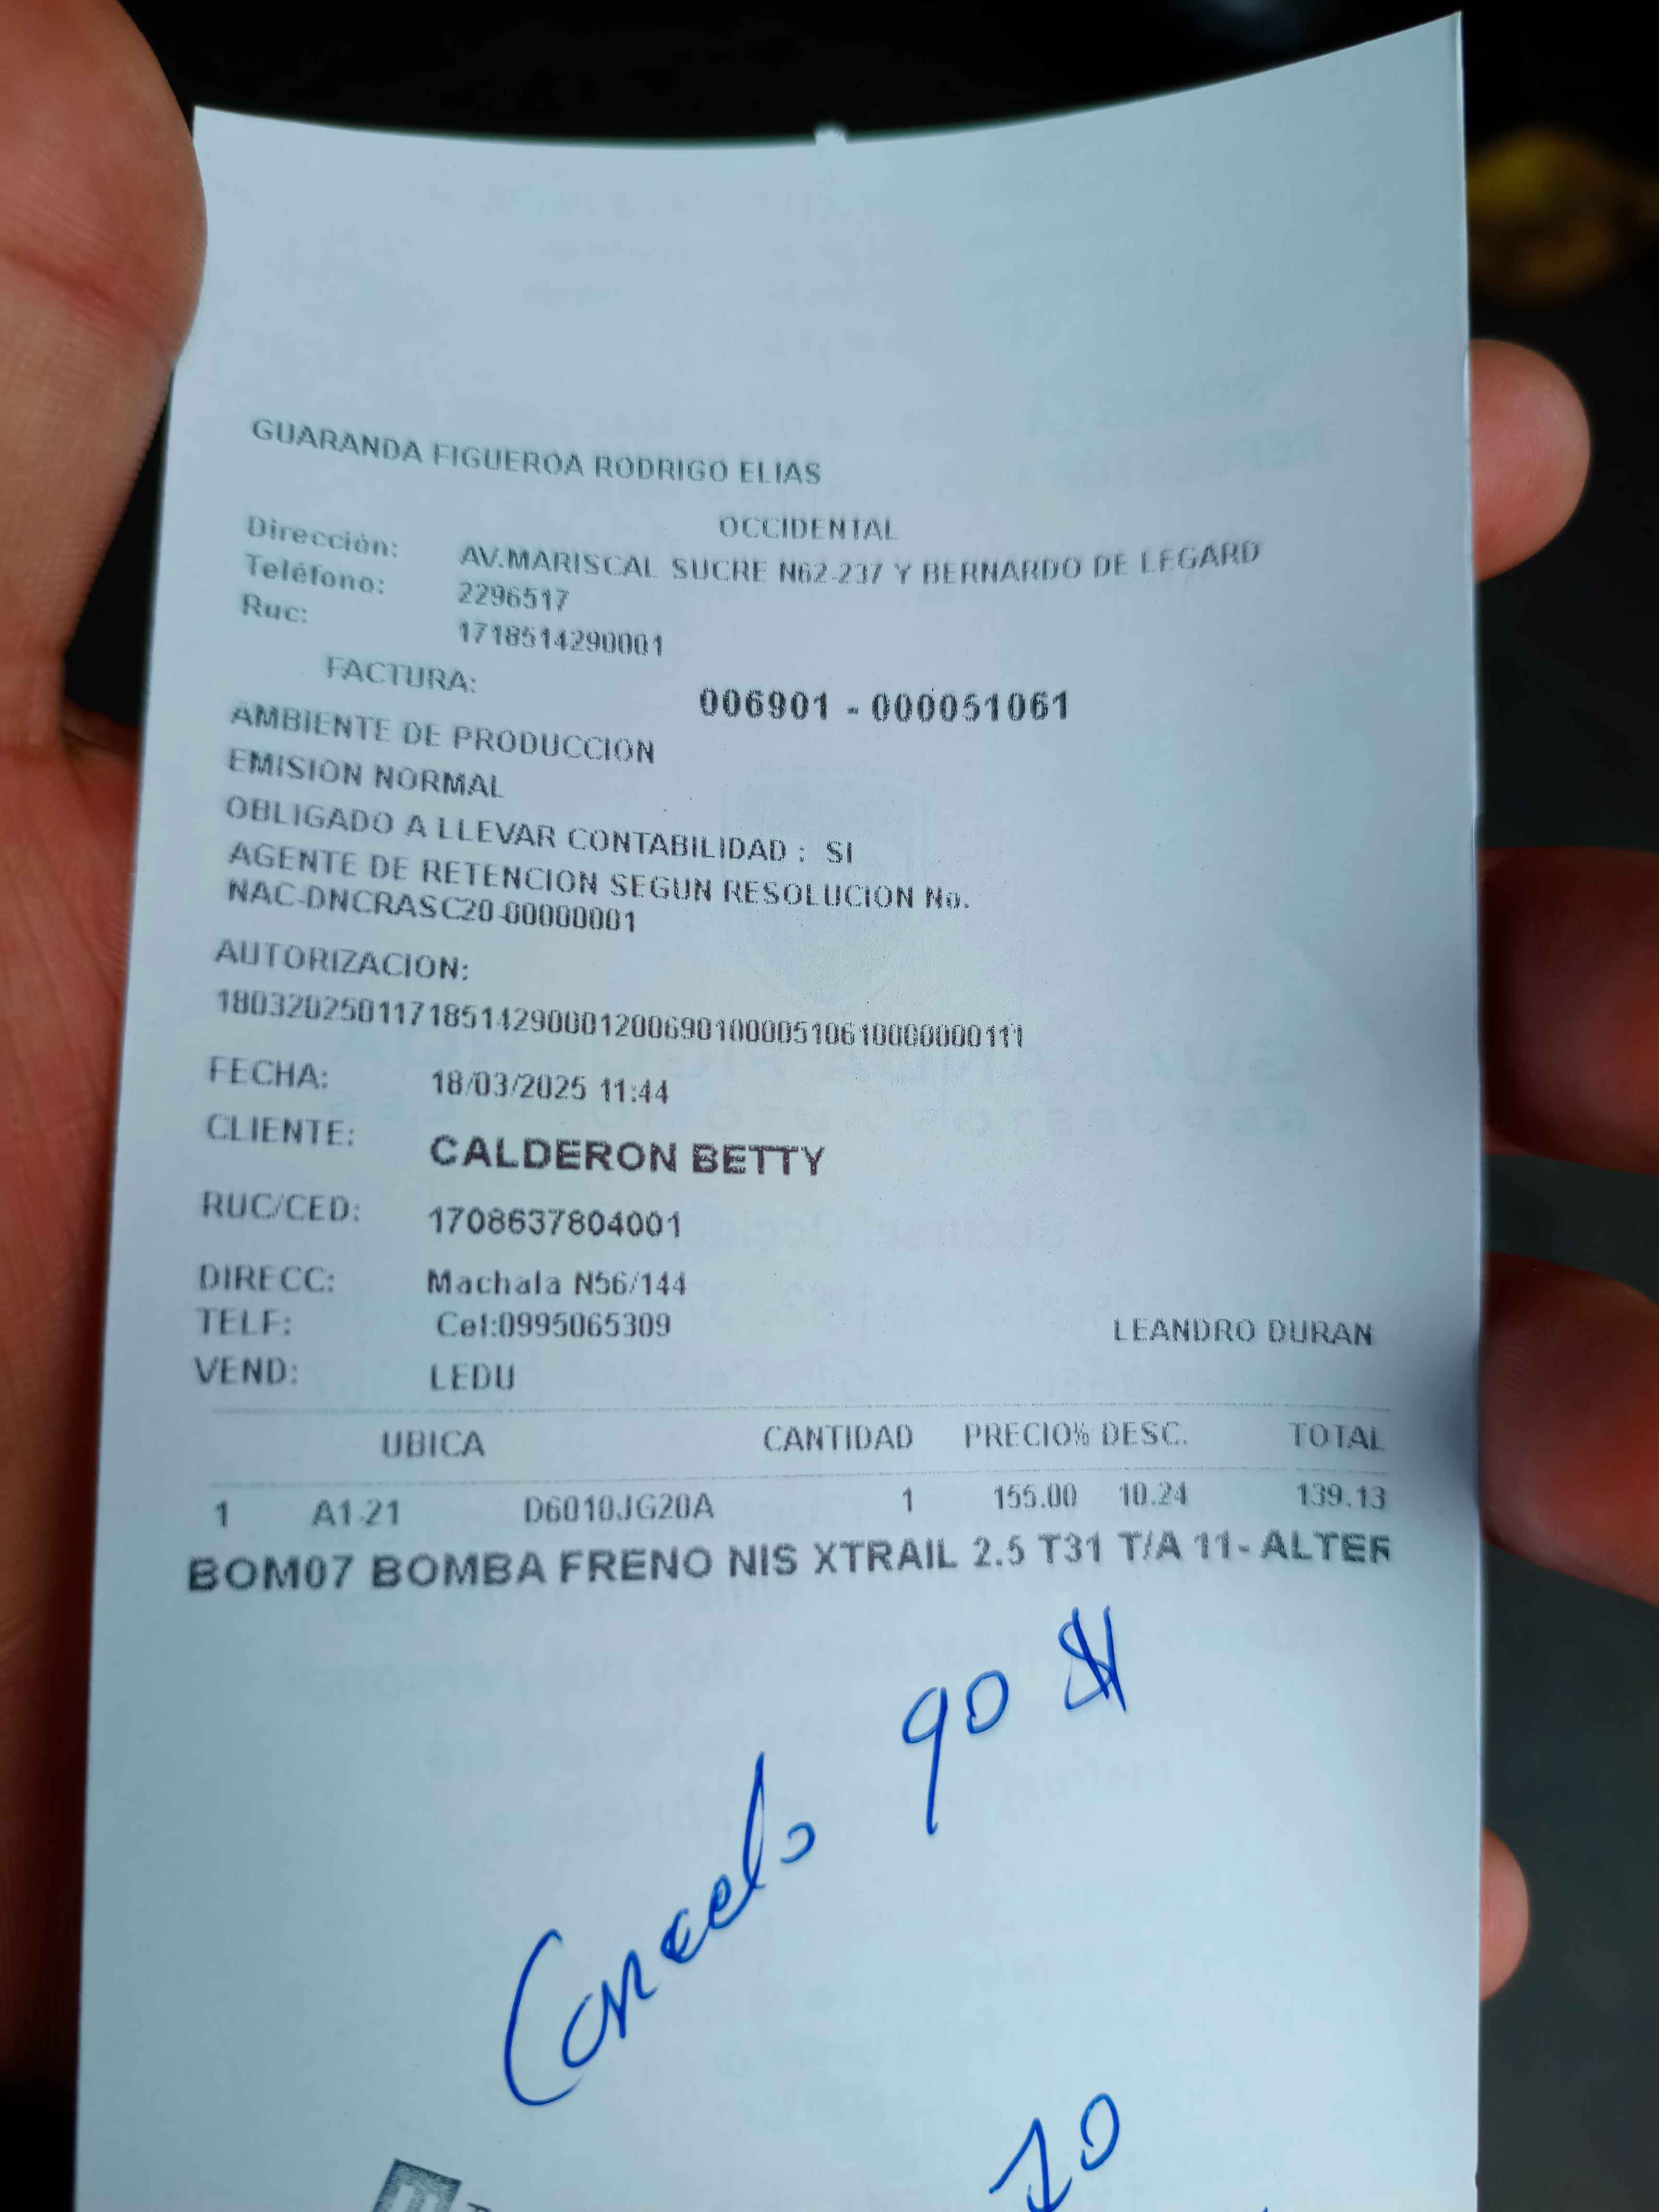 GUARANDA FIGUEROA RODRIGO ELIAS
OCCIDENTAL
Dirección: AV.MARISCAL SUCRE N62-237 Y BERNARDO DE LEGARD
Teléfono: 2296517
Ruc: 1718514290001
FACTURA: 006901 - 000051061
AMBIENTE DE PRODUCCION
EMISION NORMAL
OBLIGADO A LLEVAR CONTABILIDAD : SI
AGENTE DE RETENCION SEGUN RESOLUCION No.
NAC-DNCRASC20-00000001
AUTORIZACION:
1803202501171851429000120069010000510610000000111
FECHA: 18/03/2025 11:44
CLIENTE: CALDERON BETTY
RUC/CED: 1708637804001
DIRECC: Machala N56/144
TELF: Cel:0995065309 LEANDRO DURAN
VEND: LEDU
UBICA CANTIDAD PRECIO% DESC. TOTAL
1 A1-21 D6010JG20A 1 155.00 10.24 139.13
BOM07 BOMBA FRENO NIS XTRAIL 2.5 T31 T/A 11- ALTER
Cancelo 90 $